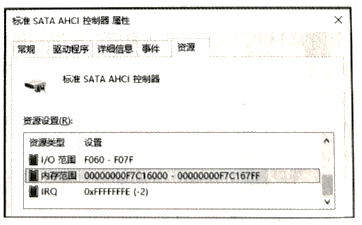 标准 SATA AHCI 控制器 属性
常规 驱动程序 详细信息 事件 资源
标准 SATA AHCI 控制器
资源设置(R):
资源类型 设置
I/O 范围 F060 - F07F
内存范围 00000000F7C16000 - 00000000F7C167FF
IRQ 0xFFFFFFFE (-2)